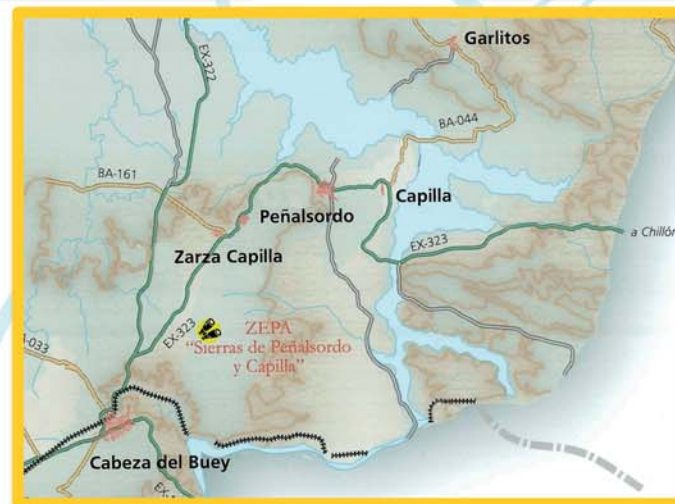 Garlitos
EX-322
BA-044
BA-161
Peñalsordo
Capilla
Zarza Capilla
EX-323
a Chillón
EX-323
ZEPA
"Sierras de Peñalsordo
y Capilla"
A-033
Cabeza del Buey